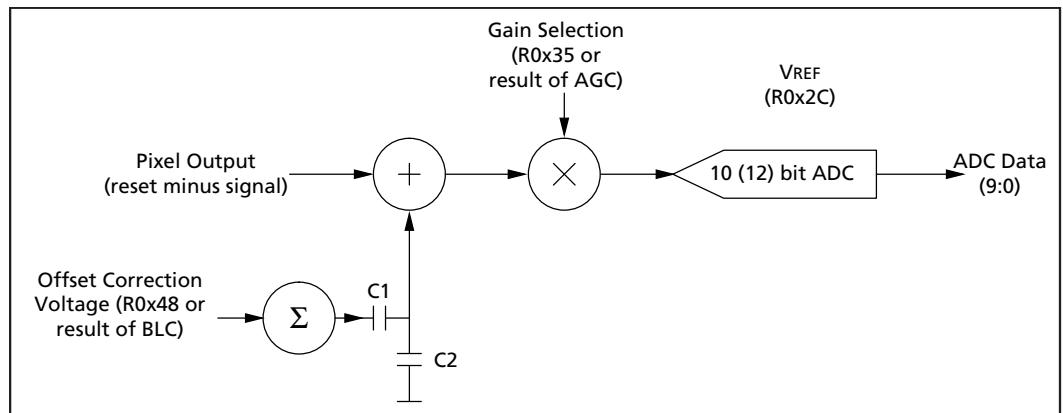 Gain Selection
(R0x35 or
result of AGC)
VREF
(R0x2C)
Pixel Output
(reset minus signal)
+
×
10 (12) bit ADC
ADC Data
(9:0)
Offset Correction
Voltage (R0x48 or
result of BLC)
Σ
C1
C2